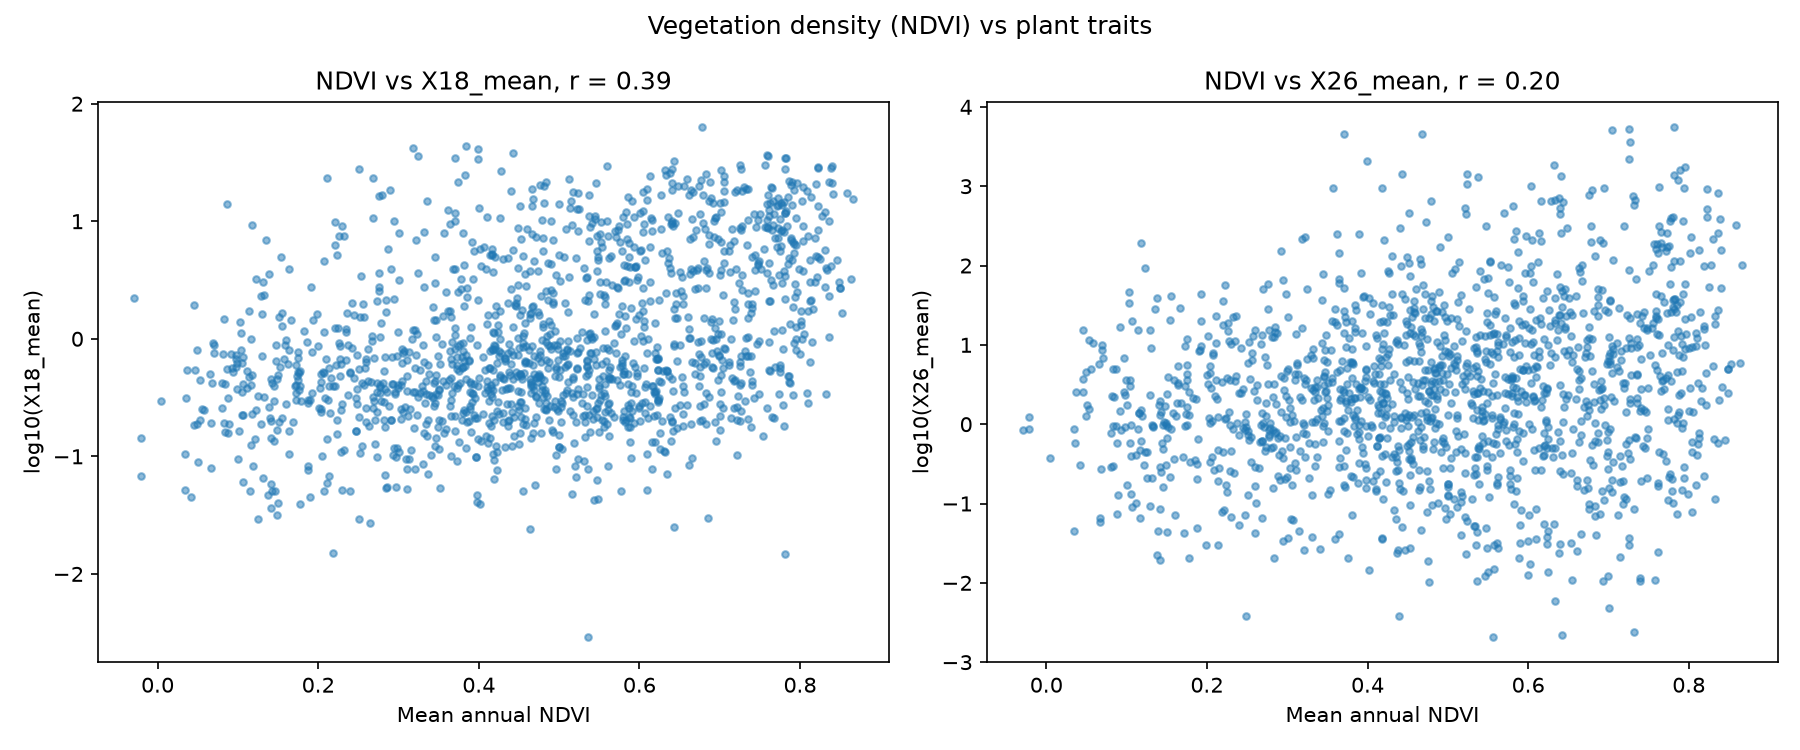 Vegetation density (NDVI) vs plant traits
NDVI vs X18_mean, r = 0.39
2
1
0
−1
−2
log10(X18_mean)
0.0 0.2 0.4 0.6 0.8
Mean annual NDVI
NDVI vs X26_mean, r = 0.20
4
3
2
1
0
−1
−2
−3
log10(X26_mean)
0.0 0.2 0.4 0.6 0.8
Mean annual NDVI